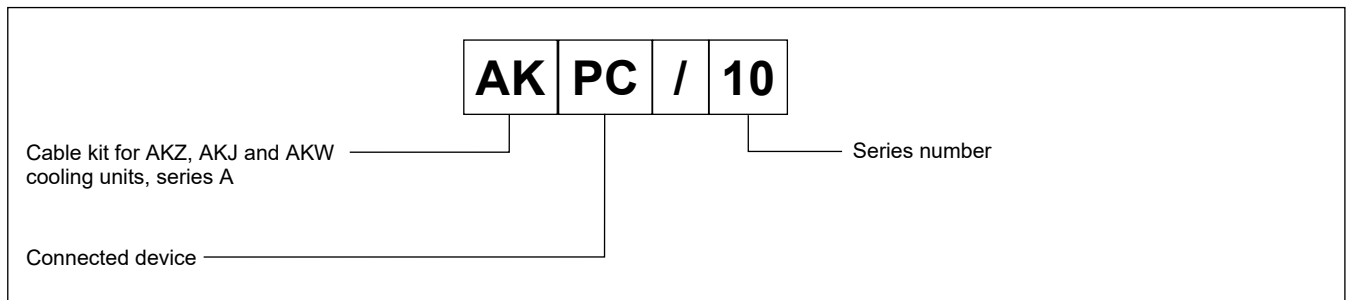 AK PC / 10
Cable kit for AKZ, AKJ and AKW
cooling units, series A
Series number
Connected device